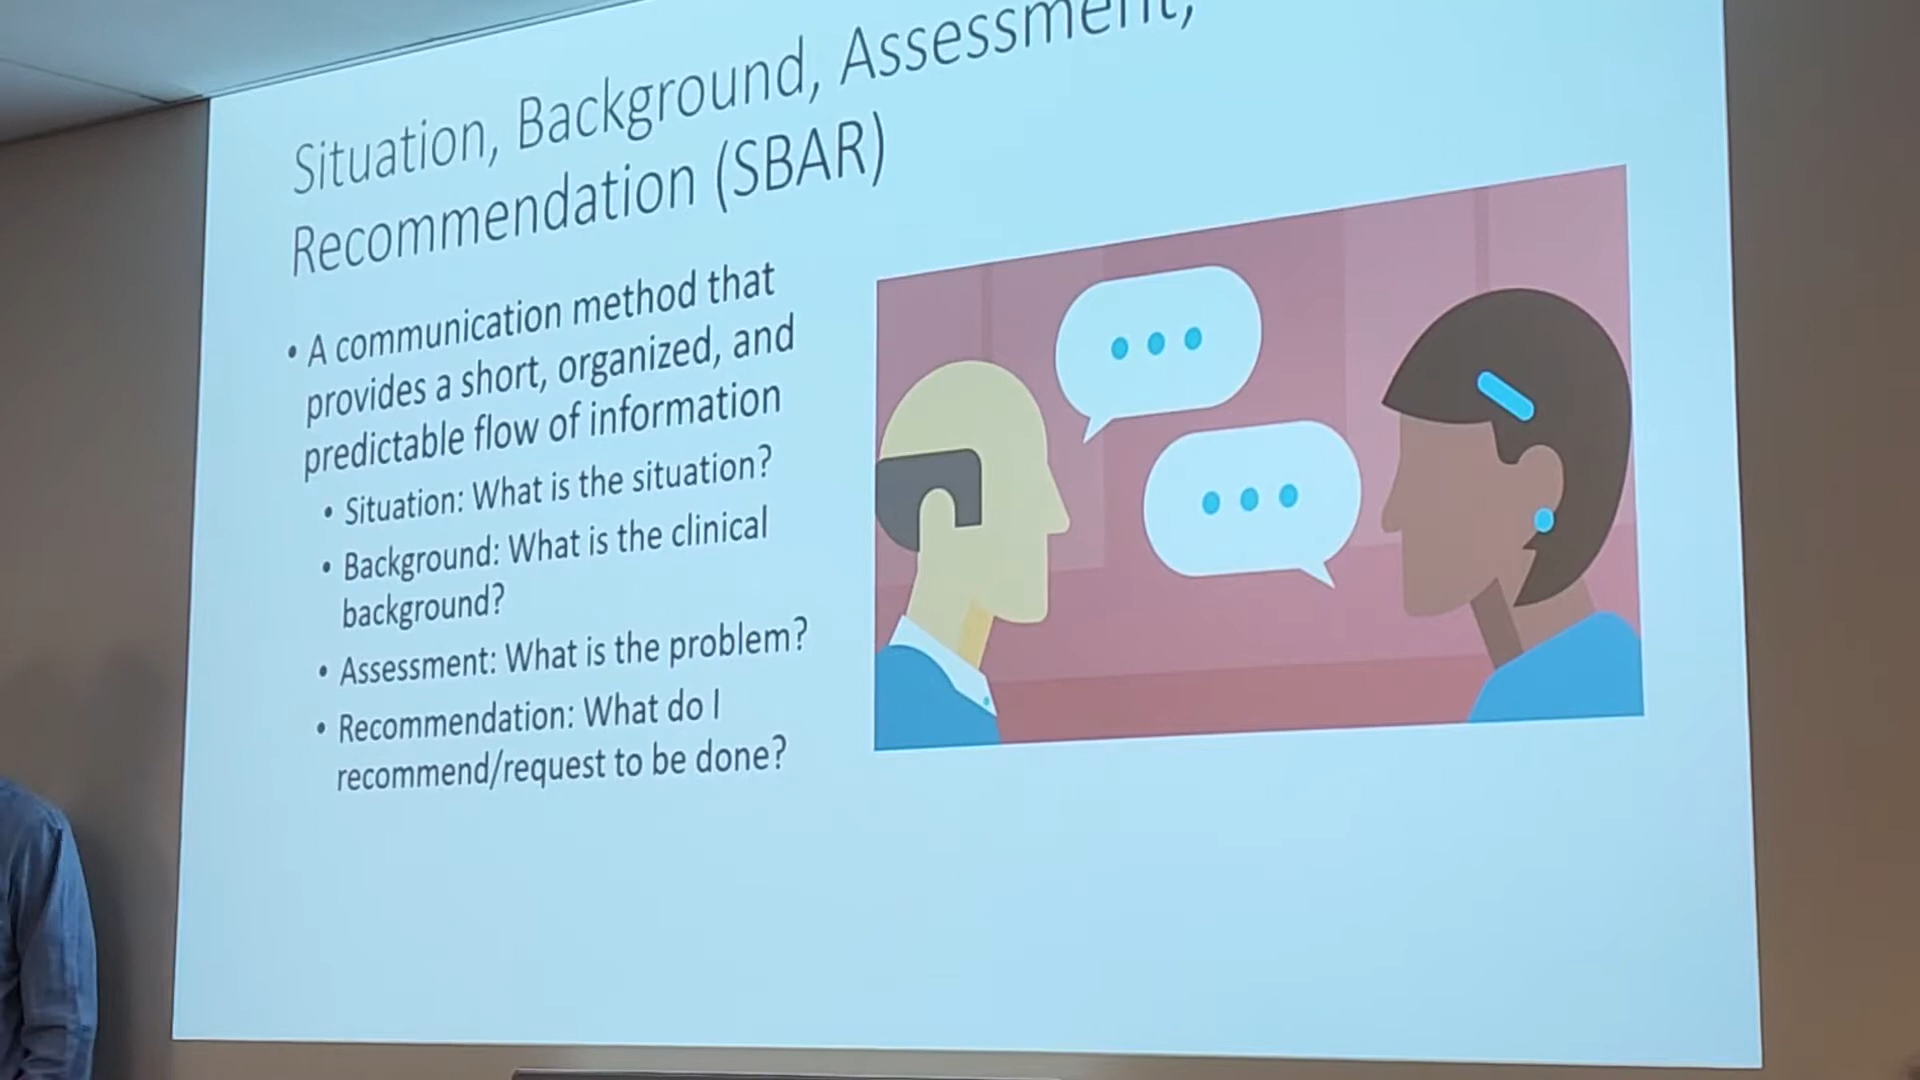 Situation, Background, Assessment,
Recommendation (SBAR)
• A communication method that
provides a short, organized, and
predictable flow of information
• Situation: What is the situation?
• Background: What is the clinical
background?
• Assessment: What is the problem?
• Recommendation: What do I
recommend/request to be done?